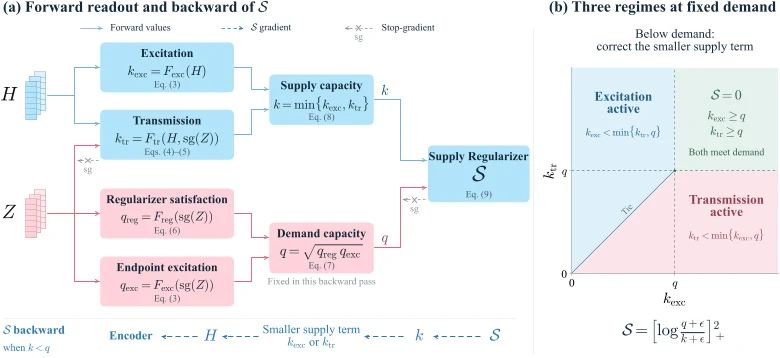 (a) Forward readout and backward of S
Forward values
S gradient
sg
Stop-gradient
H
Z
Excitation
k_exc = F_exc(H)
Eq. (3)
Transmission
k_tr = F_tr(H, sg(Z))
Eqs. (4)–(5)
sg
Regularizer satisfaction
q_reg = F_reg(sg(Z))
Eq. (6)
Endpoint excitation
q_exc = F_exc(sg(Z))
Eq. (3)
Supply capacity
k = min{k_exc, k_tr}
Eq. (8)
k
Demand capacity
q = √(q_reg q_exc)
Eq. (7)
Fixed in this backward pass
q
sg
Supply Regularizer
S
Eq. (9)
S backward
when k < q
Encoder
H
Smaller supply term
k_exc or k_tr
k
S
(b) Three regimes at fixed demand
Below demand:
correct the smaller supply term
Excitation
active
k_exc < min{k_tr, q}
S = 0
k_exc ≥ q
k_tr ≥ q
Both meet demand
k_tr
q
Tie
Transmission
active
k_tr < min{k_exc, q}
0
0
q
k_exc
S = [log (q + ϵ)/(k + ϵ)]²₊